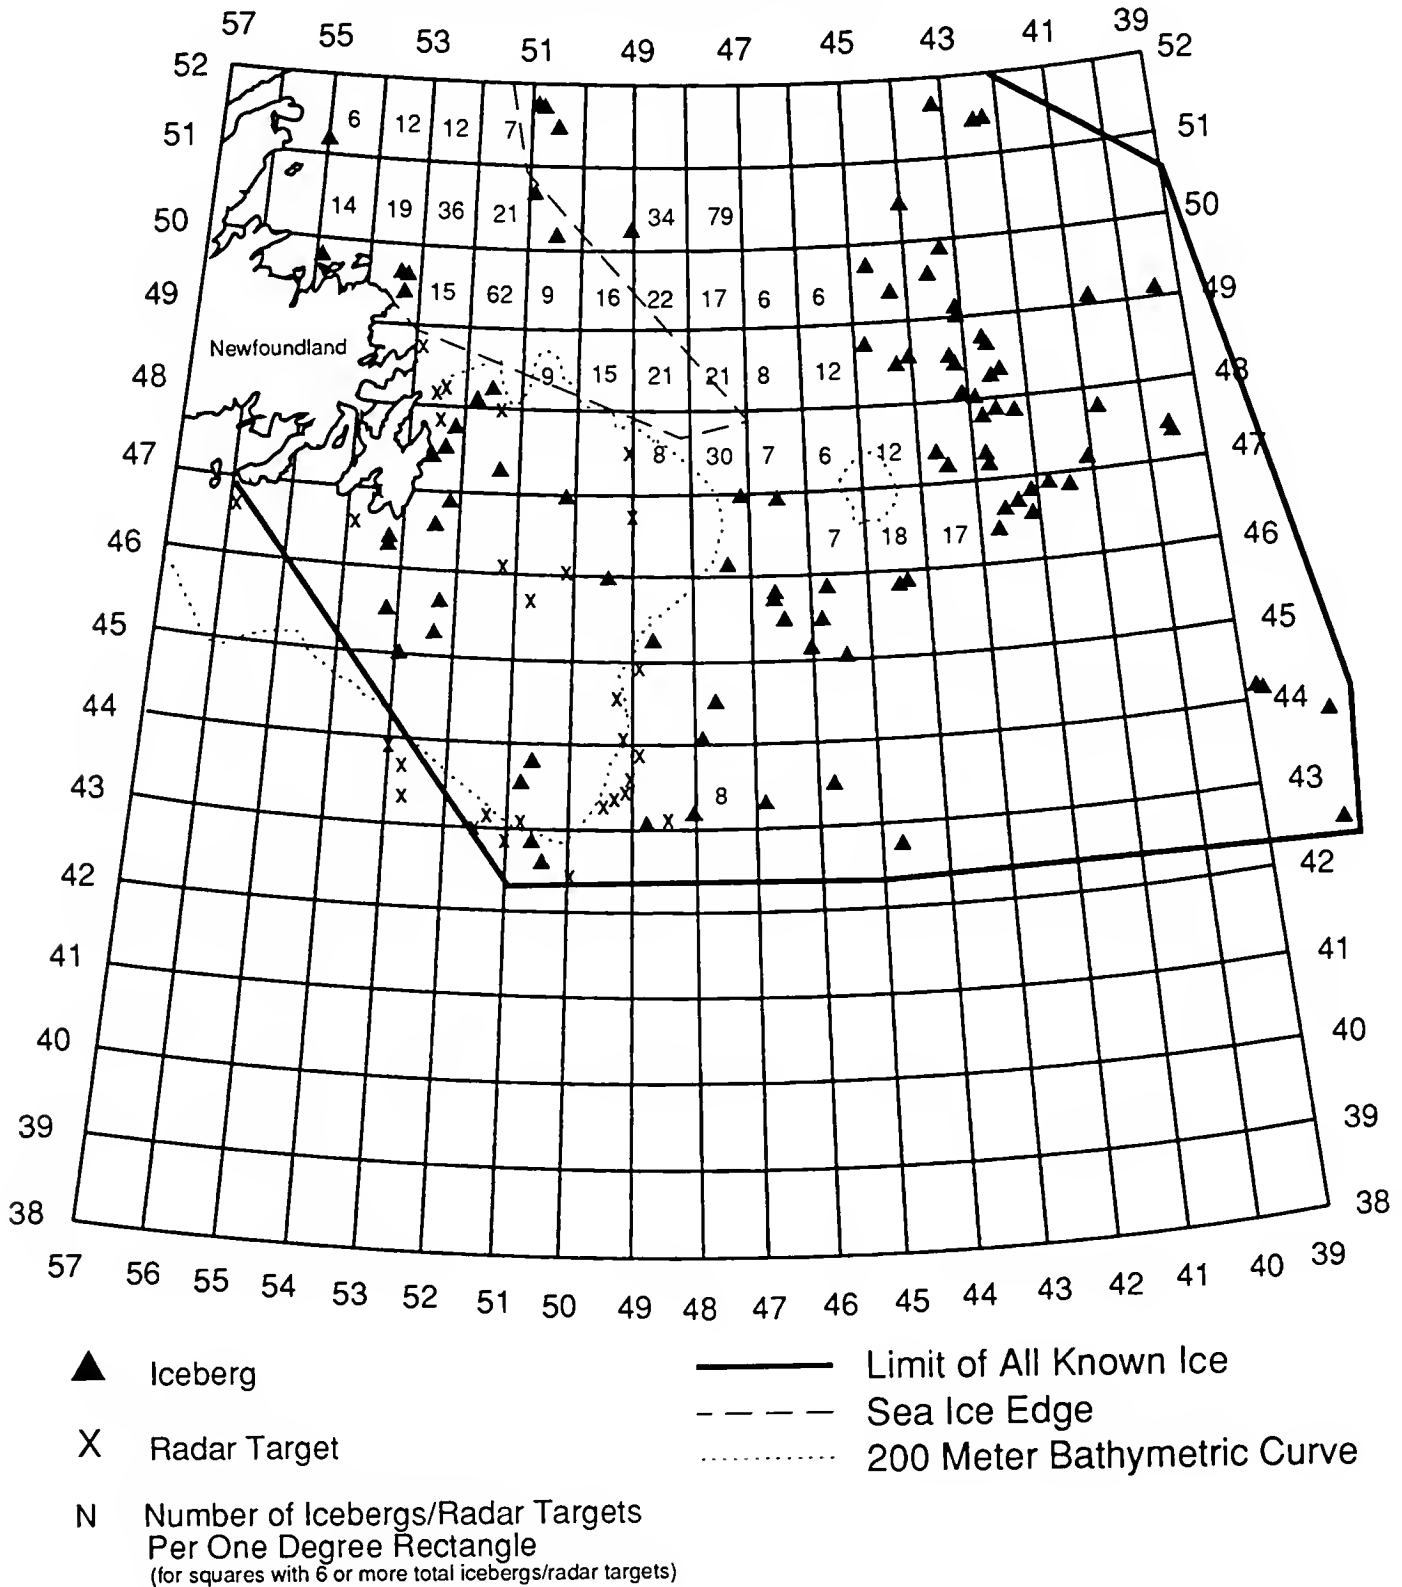 57 55 53 51 49 47 45 43 41 39
52 52
6 12 12 7
51 51
14 19 36 21 34 79
50 50
15 62 9 16 22 17 6 6
49 49
Newfoundland
9 15 21 21 8 12
48 48
8 30 7 6 12
47 47
7 18 17
46 46
45 45
44 44
8
43 43
42 42
41 41
40 40
39 39
38 38
57 56 55 54 53 52 51 50 49 48 47 46 45 44 43 42 41 40 39
Iceberg
Limit of All Known Ice
Sea Ice Edge
X Radar Target
200 Meter Bathymetric Curve
N Number of Icebergs/Radar Targets
Per One Degree Rectangle
(for squares with 6 or more total icebergs/radar targets)